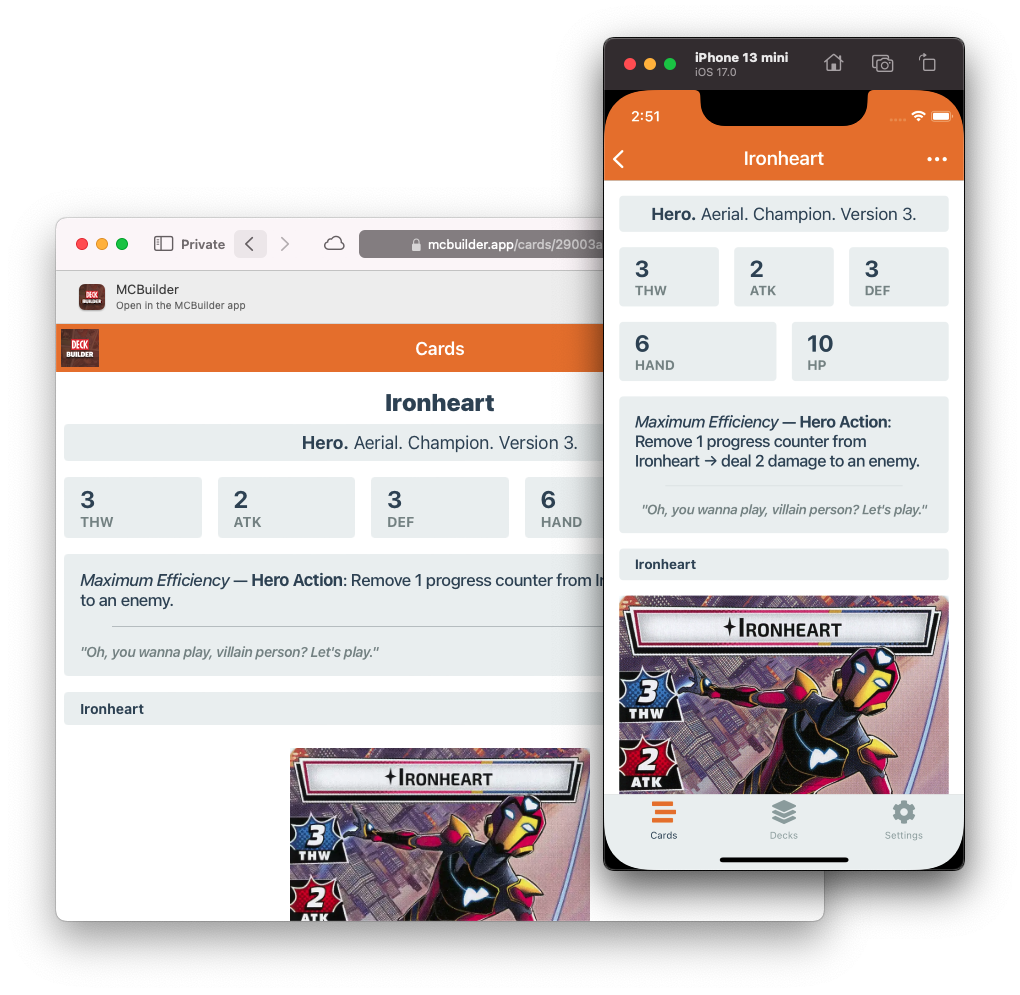 iPhone 13 mini
iOS 17.0
2:51
Ironheart
Hero. Aerial. Champion. Version 3.
3
THW
2
ATK
3
DEF
6
HAND
10
HP
Maximum Efficiency — Hero Action:
Remove 1 progress counter from
Ironheart → deal 2 damage to an enemy.
"Oh, you wanna play, villain person? Let's play."
Ironheart
IRONHEART
3
THW
2
ATK
Cards
Decks
Settings
Private
mcbuilder.app/cards/29003a
DECK
BUILDER
MCBuilder
Open in the MCBuilder app
DECK
BUILDER
Cards
Ironheart
Hero. Aerial. Champion. Version 3.
3
THW
2
ATK
3
DEF
6
HAND
Maximum Efficiency — Hero Action: Remove 1 progress counter from
to an enemy.
"Oh, you wanna play, villain person? Let's play."
Ironheart
IRONHEART
3
THW
2
ATK